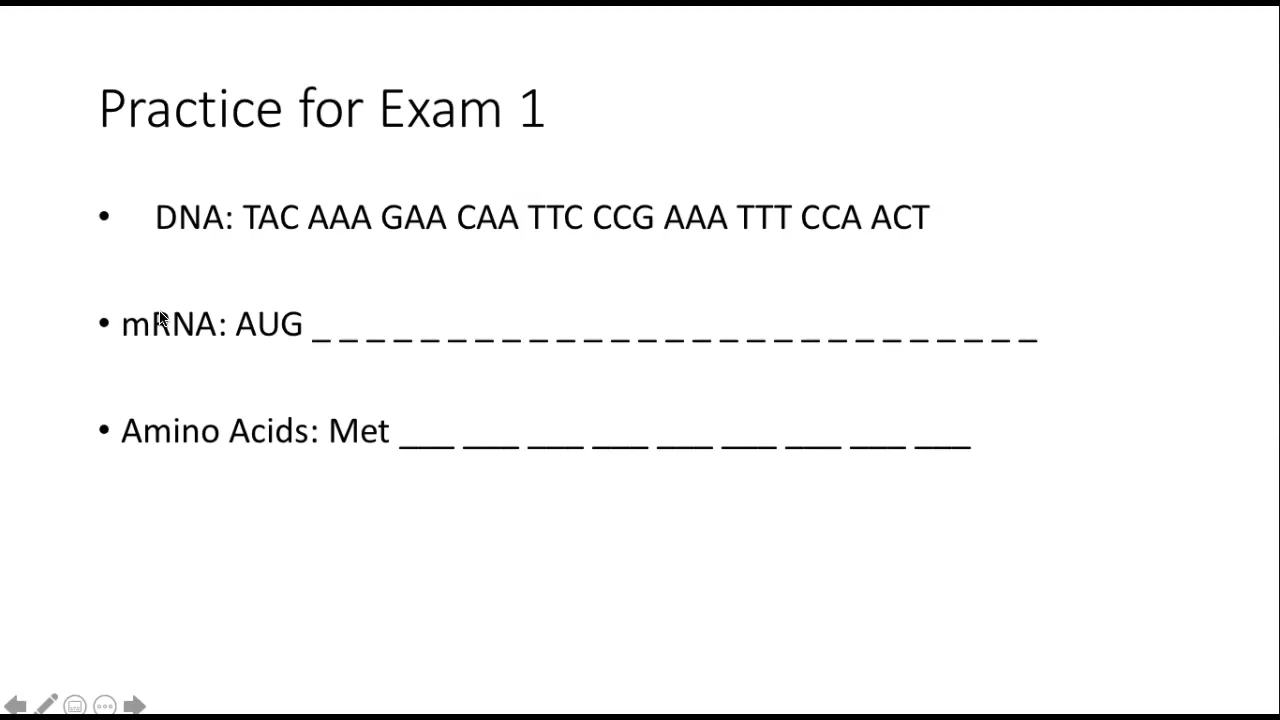 Practice for Exam 1
• DNA: TAC AAA GAA CAA TTC CCG AAA TTT CCA ACT
• mRNA: AUG _ _ _ _ _ _ _ _ _ _ _ _ _ _ _ _ _ _ _ _ _ _ _ _ _ _ _
• Amino Acids: Met ___ ___ ___ ___ ___ ___ ___ ___ ___